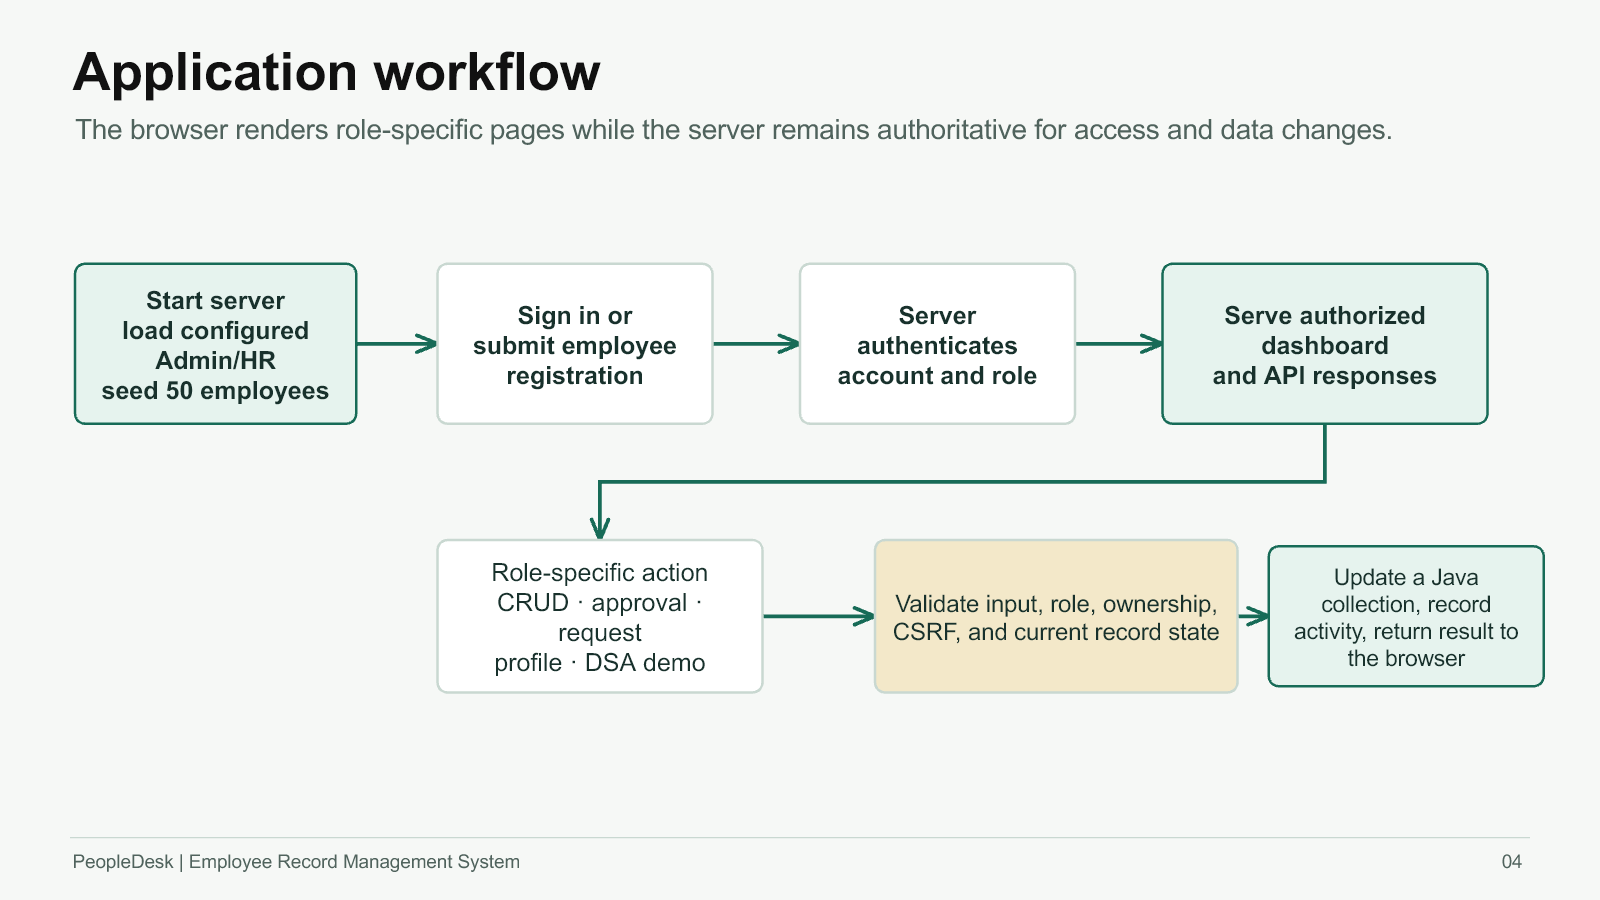 Application workflow
The browser renders role-specific pages while the server remains authoritative for access and data changes.
Start server
load configured
Admin/HR
seed 50 employees
Sign in or
submit employee
registration
Server
authenticates
account and role
Serve authorized
dashboard
and API responses
Role-specific action
CRUD · approval ·
request
profile · DSA demo
Validate input, role, ownership,
CSRF, and current record state
Update a Java
collection, record
activity, return result to
the browser
PeopleDesk | Employee Record Management System
04